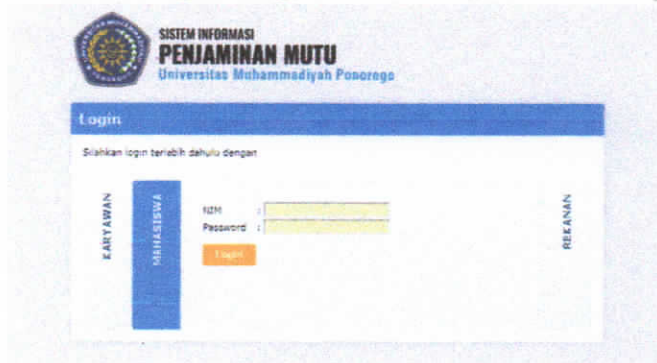 SISTEM INFORMASI
PENJAMINAN MUTU
Universitas Muhammadiyah Ponorogo
Login
Silahkan login terlebih dahulu dengan
KARYAWAN
MAHASISWA
NIM :
Password :
Login
REKANAN